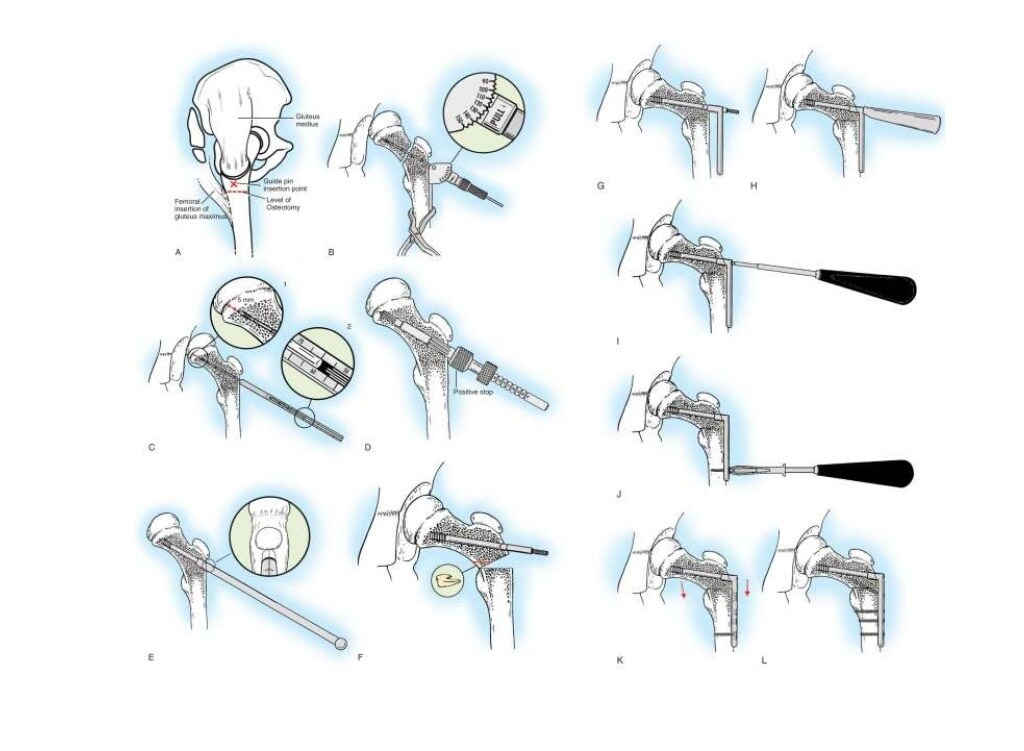 Gluteus
medius
Guide pin
insertion point
Femoral
insertion of
gluteus maximus
Level of
Osteotomy
A
PULL
B
G
H
1
5 mm
2
C
Positive stop
D
I
J
E
F
K
L